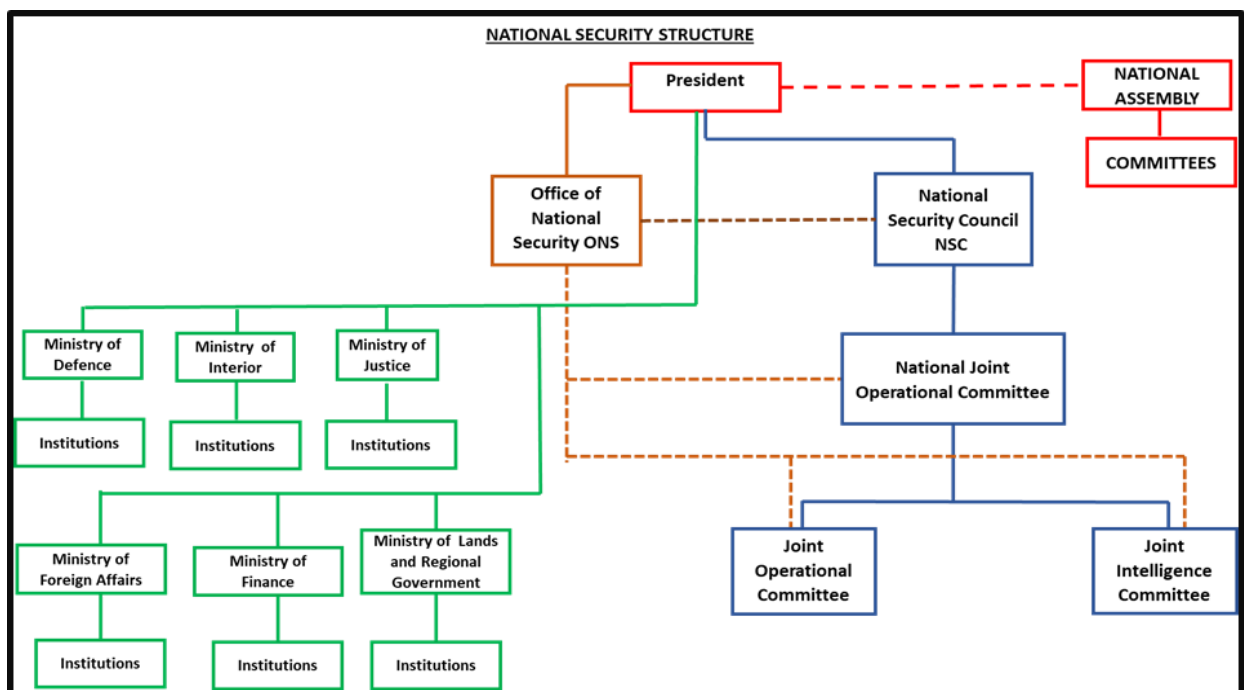 NATIONAL SECURITY STRUCTURE
President
NATIONAL
ASSEMBLY
COMMITTEES
Office of
National
Security ONS
National
Security Council
NSC
Ministry of
Defence
Ministry of
Interior
Ministry of
Justice
National Joint
Operational Committee
Institutions
Institutions
Institutions
Ministry of
Foreign Affairs
Ministry of
Finance
Ministry of Lands
and Regional
Government
Joint
Operational
Committee
Joint
Intelligence
Committee
Institutions
Institutions
Institutions